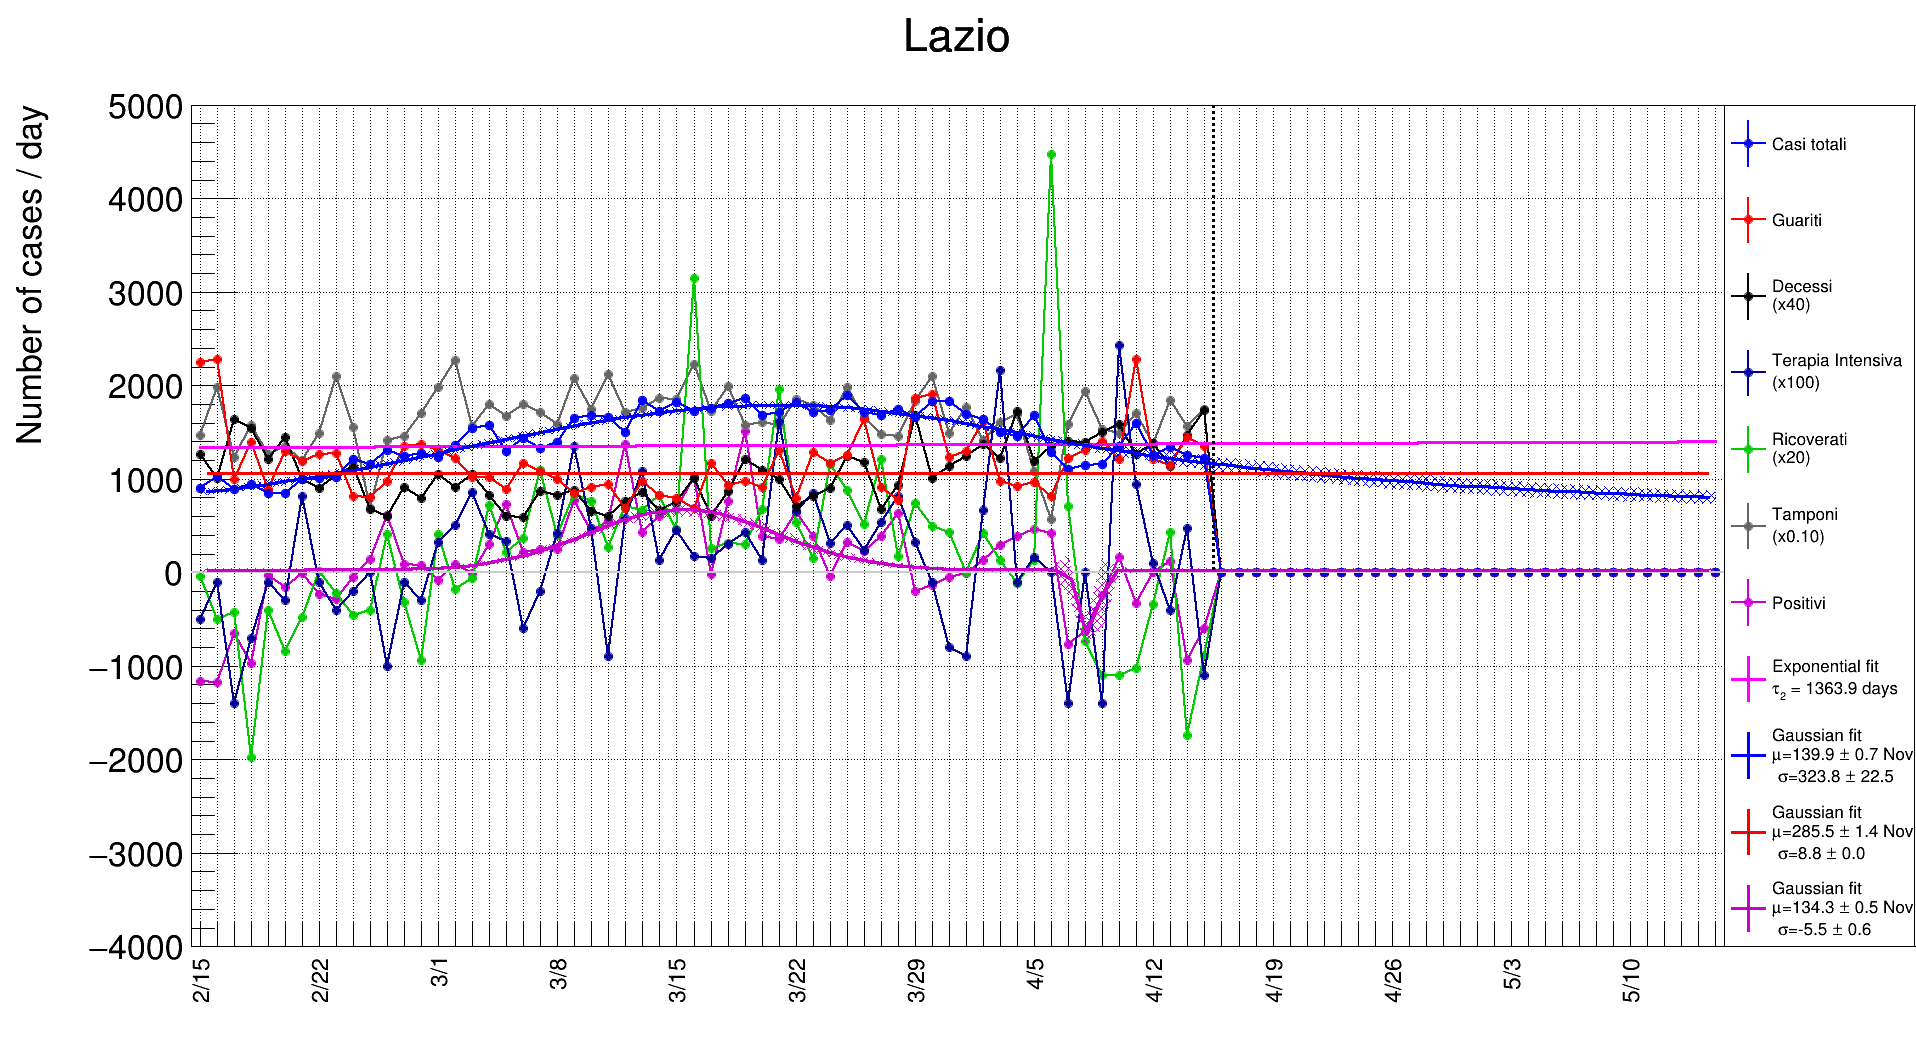 Lazio
Number of cases / day
5000
4000
3000
2000
1000
0
−1000
−2000
−3000
−4000
2/15
2/22
3/1
3/8
3/15
3/22
3/29
4/5
4/12
4/19
4/26
5/3
5/10
Casi totali
Guariti
Decessi
(x40)
Terapia Intensiva
(x100)
Ricoverati
(x20)
Tamponi
(x0.10)
Positivi
Exponential fit
τ2 = 1363.9 days
Gaussian fit
μ=139.9 ± 0.7 Nov
σ=323.8 ± 22.5
Gaussian fit
μ=285.5 ± 1.4 Nov
σ=8.8 ± 0.0
Gaussian fit
μ=134.3 ± 0.5 Nov
σ=-5.5 ± 0.6